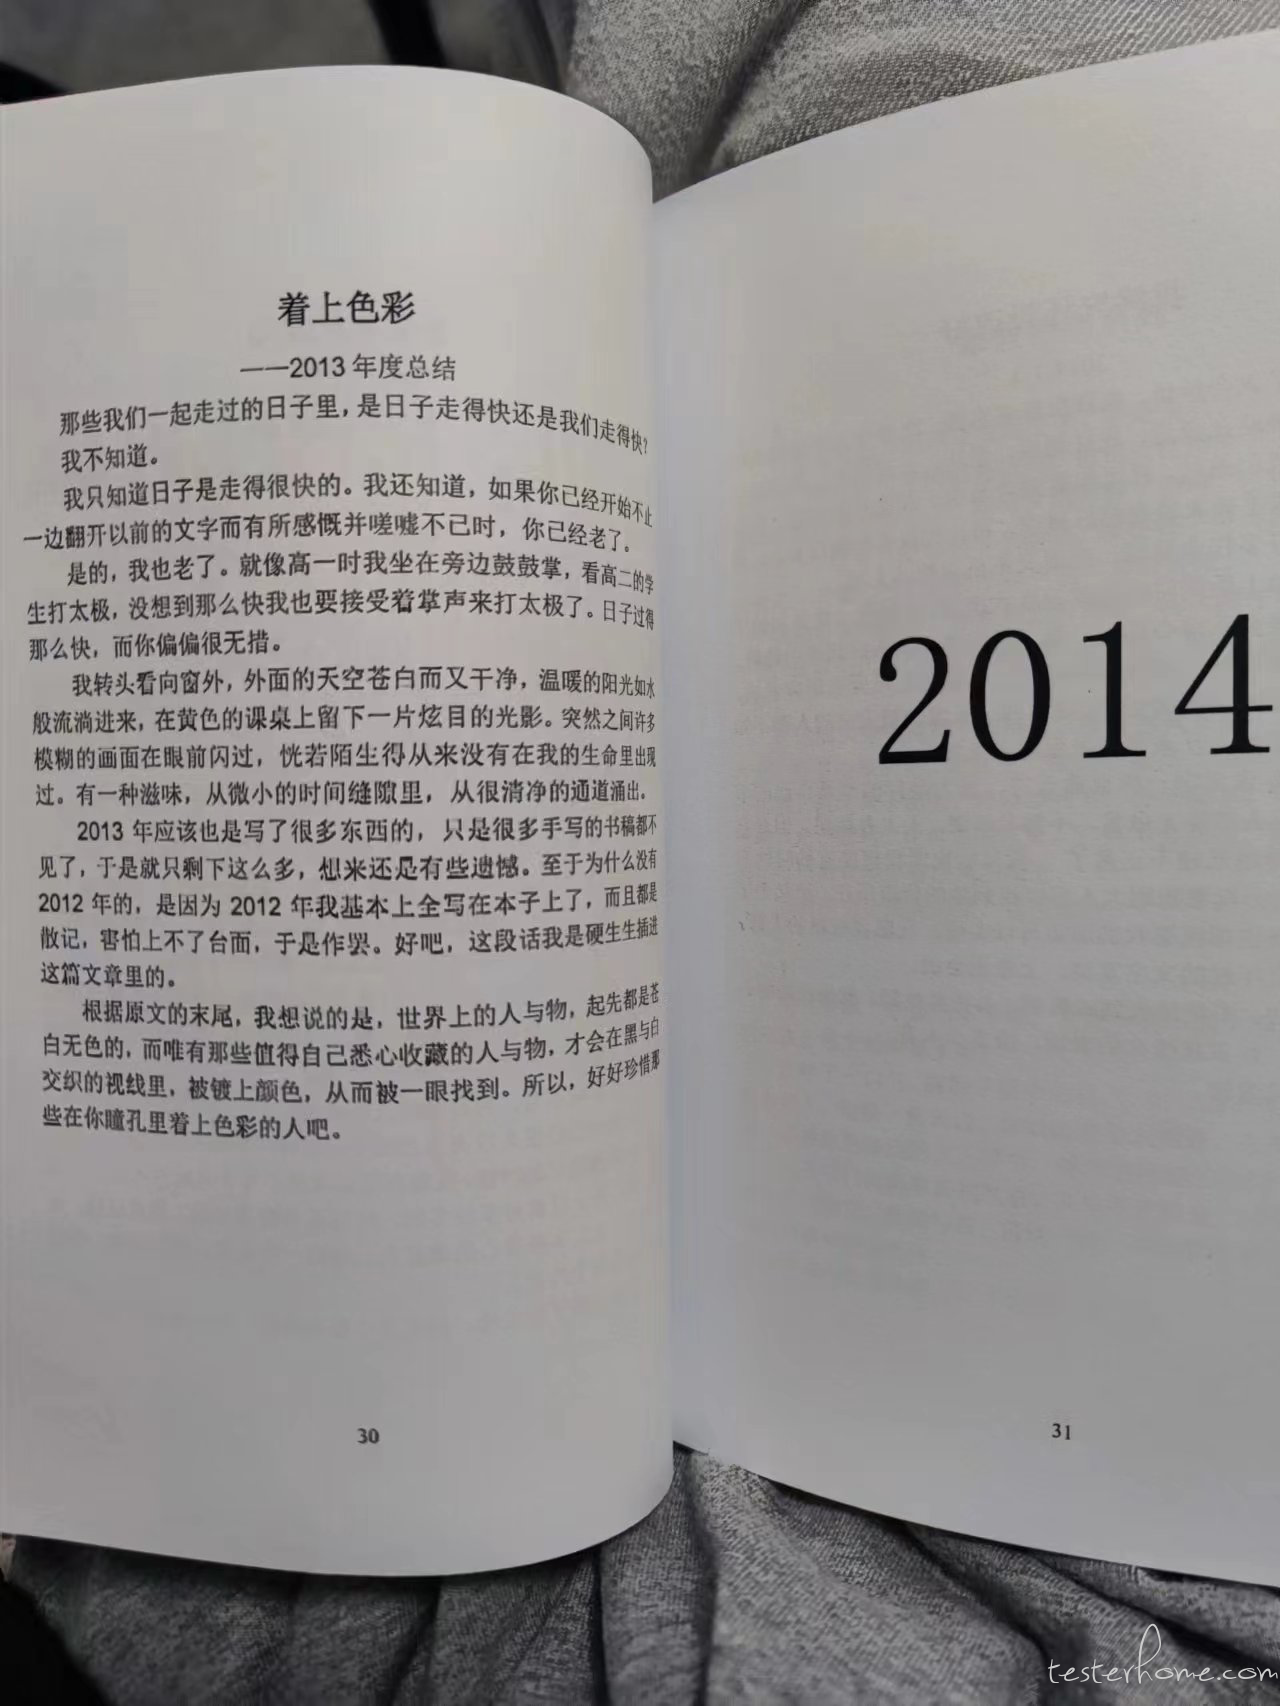 着上色彩
——2013 年度总结
那些我们一起走过的日子里，是日子走得快还是我们走得快？
我不知道。
我只知道日子是走得很快的。我还知道，如果你已经开始不止
一边翻开以前的文字而有所感慨并嗟嘘不已时，你已经老了。
是的，我也老了。就像高一时我坐在旁边鼓鼓掌，看高二的学
生打太极，没想到那么快我也要接受着掌声来打太极了。日子过得
那么快，而你偏偏很无措。
我转头看向窗外，外面的天空苍白而又干净，温暖的阳光如水
般流淌进来，在黄色的课桌上留下一片炫目的光影。突然之间许多
模糊的画面在眼前闪过，恍若陌生得从来没有在我的生命里出现
过。有一种滋味，从微小的时间缝隙里，从很清净的通道涌出。
2013 年应该也是写了很多东西的，只是很多手写的书稿都不
见了，于是就只剩下这么多，想来还是有些遗憾。至于为什么没有
2012 年的，是因为 2012 年我基本上全写在本子上了，而且都是
散记，害怕上不了台面，于是作罢。好吧，这段话我是硬生生插进
这篇文章里的。
根据原文的末尾，我想说的是，世界上的人与物，起先都是苍
白无色的，而唯有那些值得自己悉心收藏的人与物，才会在黑与白
交织的视线里，被镀上颜色，从而被一眼找到。所以，好好珍惜那
些在你瞳孔里着上色彩的人吧。
30
2014
31
testerhome.com